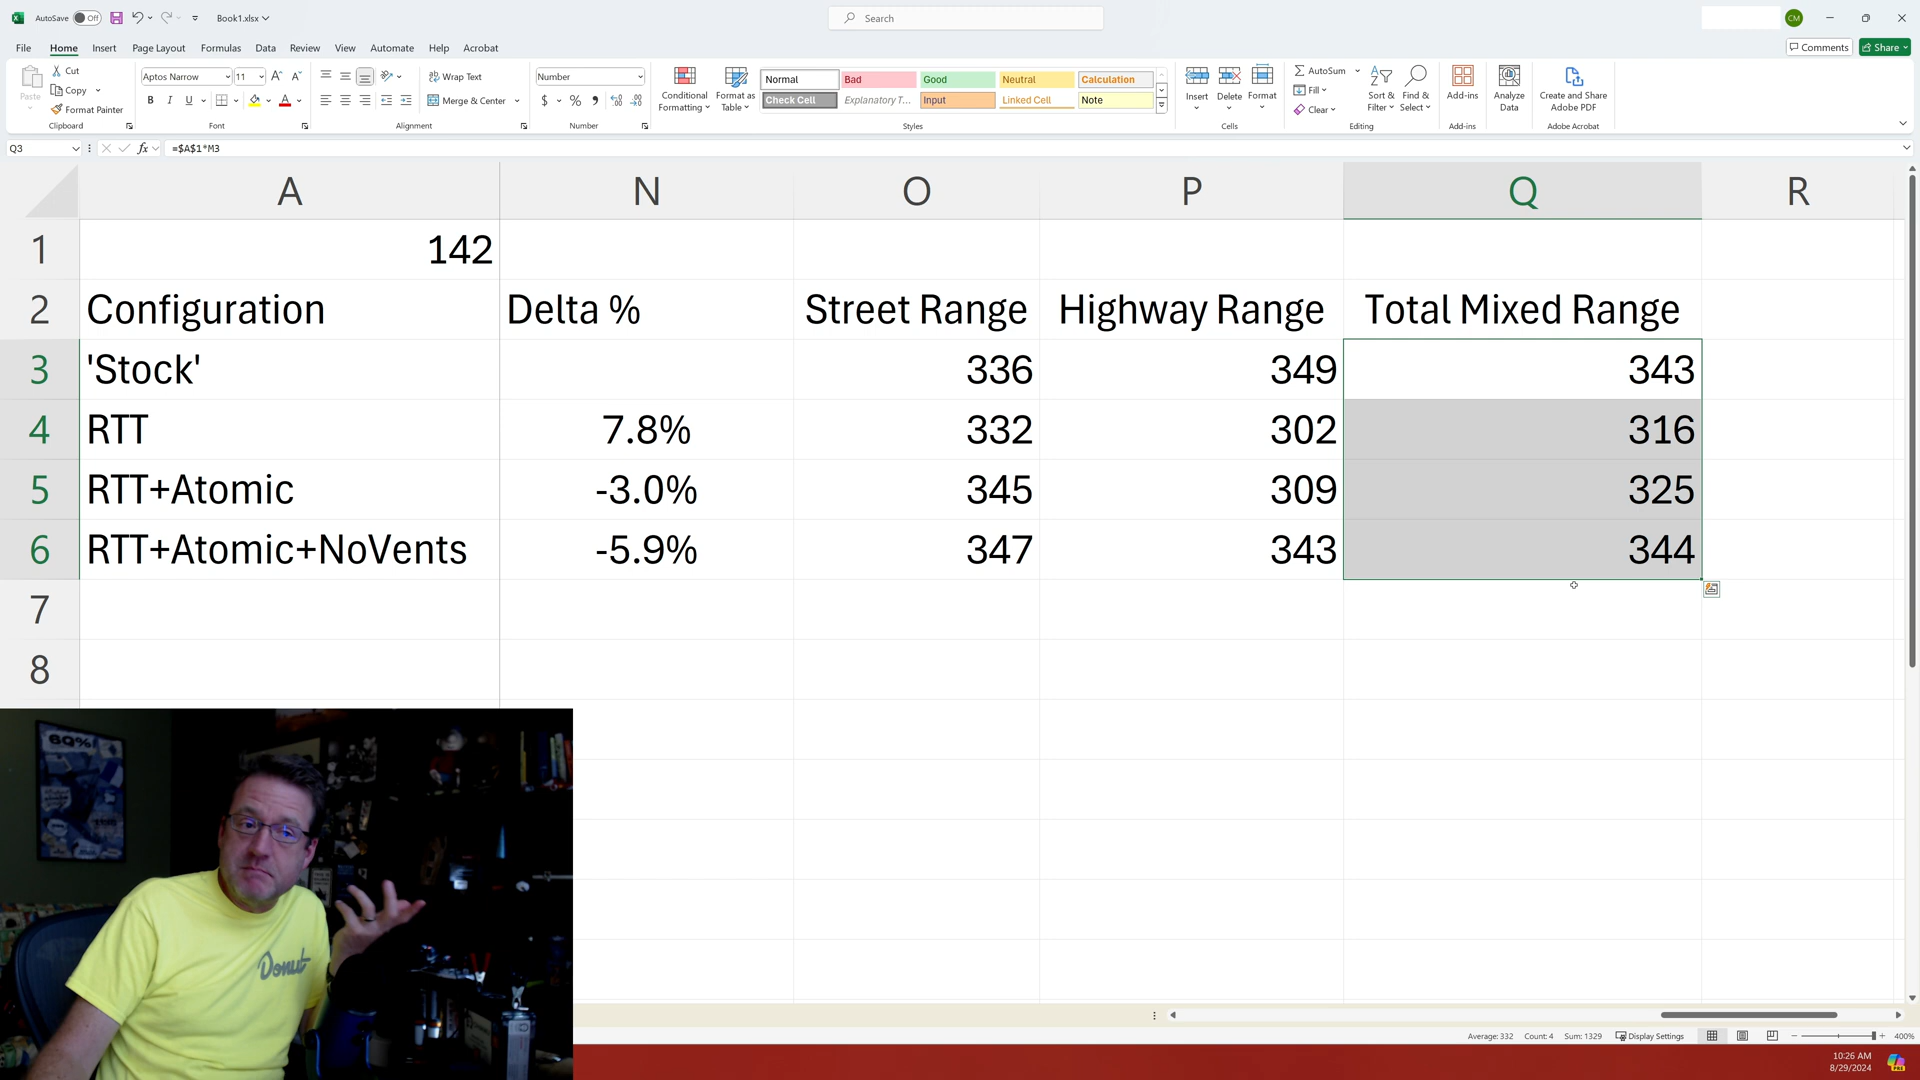 AutoSave Off Book1.xlsx Search CM
File Home Insert Page Layout Formulas Data Review View Automate Help Acrobat Comments Share
Paste Cut Copy Format Painter Clipboard
Aptos Narrow 11 B I U Font
Wrap Text Merge & Center Alignment
Number $ % Number
Conditional Formatting Format as Table
Normal Bad Good Neutral Calculation
Check Cell Explanatory T... Input Linked Cell Note
Styles
Insert Delete Format Cells
AutoSum Fill Clear Sort & Filter Find & Select Editing
Add-ins Add-ins
Analyze Data
Create and Share Adobe PDF Adobe Acrobat
Q3 fx =$A$1*M3
A N O P Q R
1 142
2 Configuration Delta % Street Range Highway Range Total Mixed Range
3 'Stock' 336 349 343
4 RTT 7.8% 332 302 316
5 RTT+Atomic -3.0% 345 309 325
6 RTT+Atomic+NoVents -5.9% 347 343 344
7
8
6Q%
Donut
Average: 332 Count: 4 Sum: 1329 Display Settings 400%
10:26 AM
8/29/2024